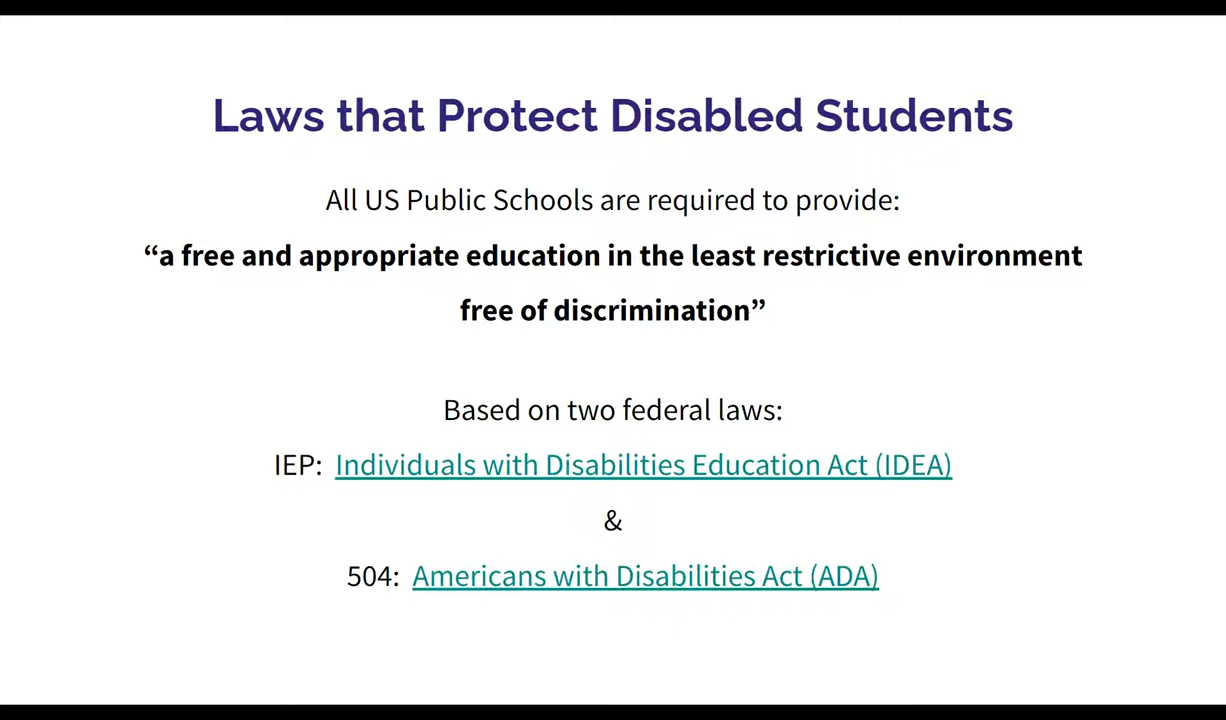 Laws that Protect Disabled Students
All US Public Schools are required to provide:
“a free and appropriate education in the least restrictive environment
free of discrimination”
Based on two federal laws:
IEP: Individuals with Disabilities Education Act (IDEA)
&
504: Americans with Disabilities Act (ADA)